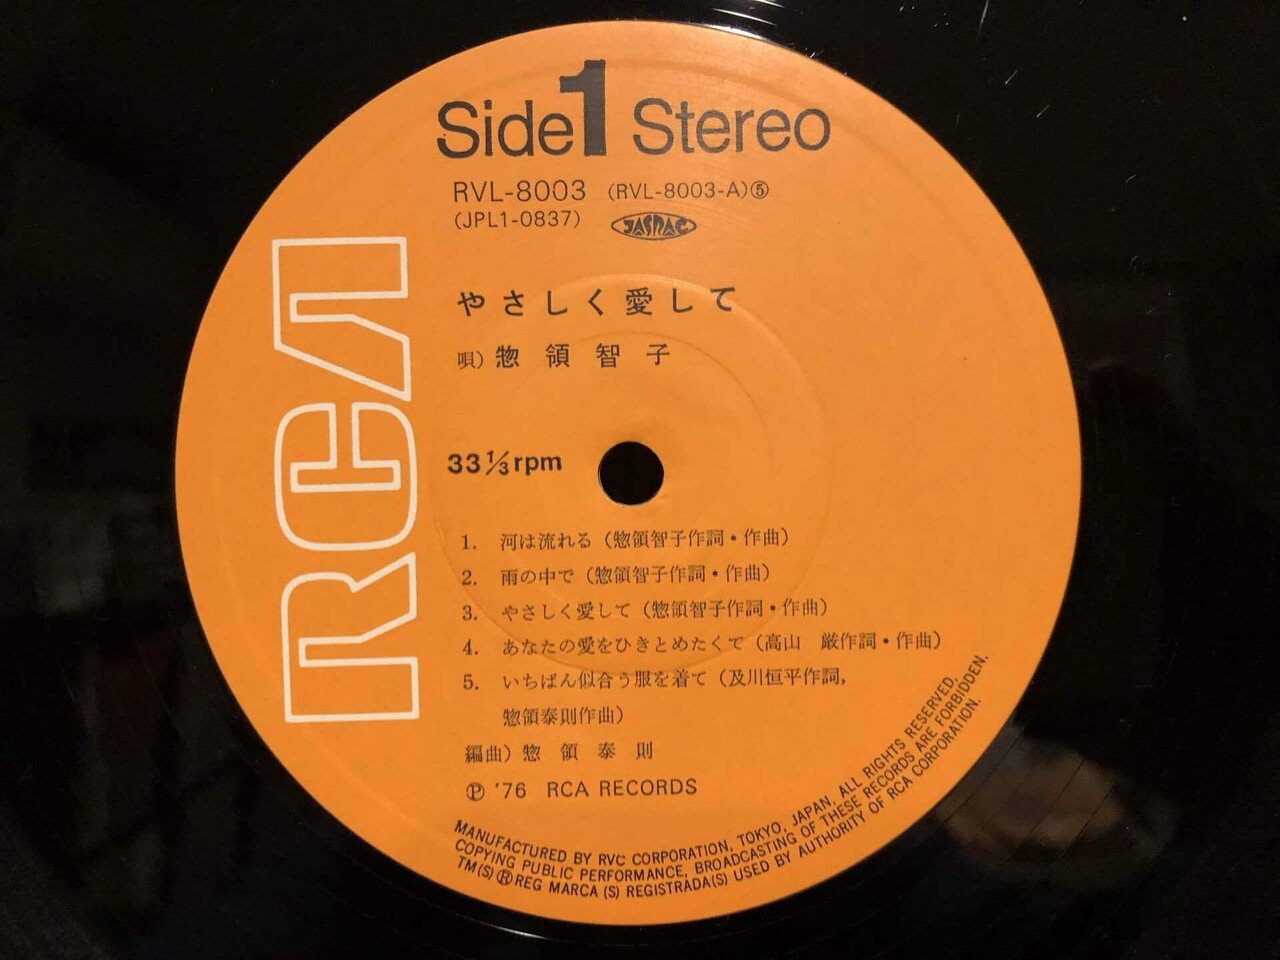 Side 1 Stereo
RVL-8003 (RVL-8003-A)⑤
(JPL1-0837) JASRAC
RCA
やさしく愛して
唄）惣領智子
33 1/3 rpm
1. 河は流れる（惣領智子作詞・作曲）
2. 雨の中で（惣領智子作詞・作曲）
3. やさしく愛して（惣領智子作詞・作曲）
4. あなたの愛をひきとめたくて（高山　厳作詞・作曲）
5. いちばん似合う服を着て（及川恒平作詞,
惣領泰則作曲）
編曲）惣領泰則
Ⓟ '76 RCA RECORDS
MANUFACTURED BY RVC CORPORATION, TOKYO, JAPAN, ALL RIGHTS RESERVED,
COPYING PUBLIC PERFORMANCE, BROADCASTING OF THESE RECORDS ARE FORBIDDEN.
TM(S)®REG MARCA (S) REGISTRADA(S) USED BY AUTHORITY OF RCA CORPORATION.